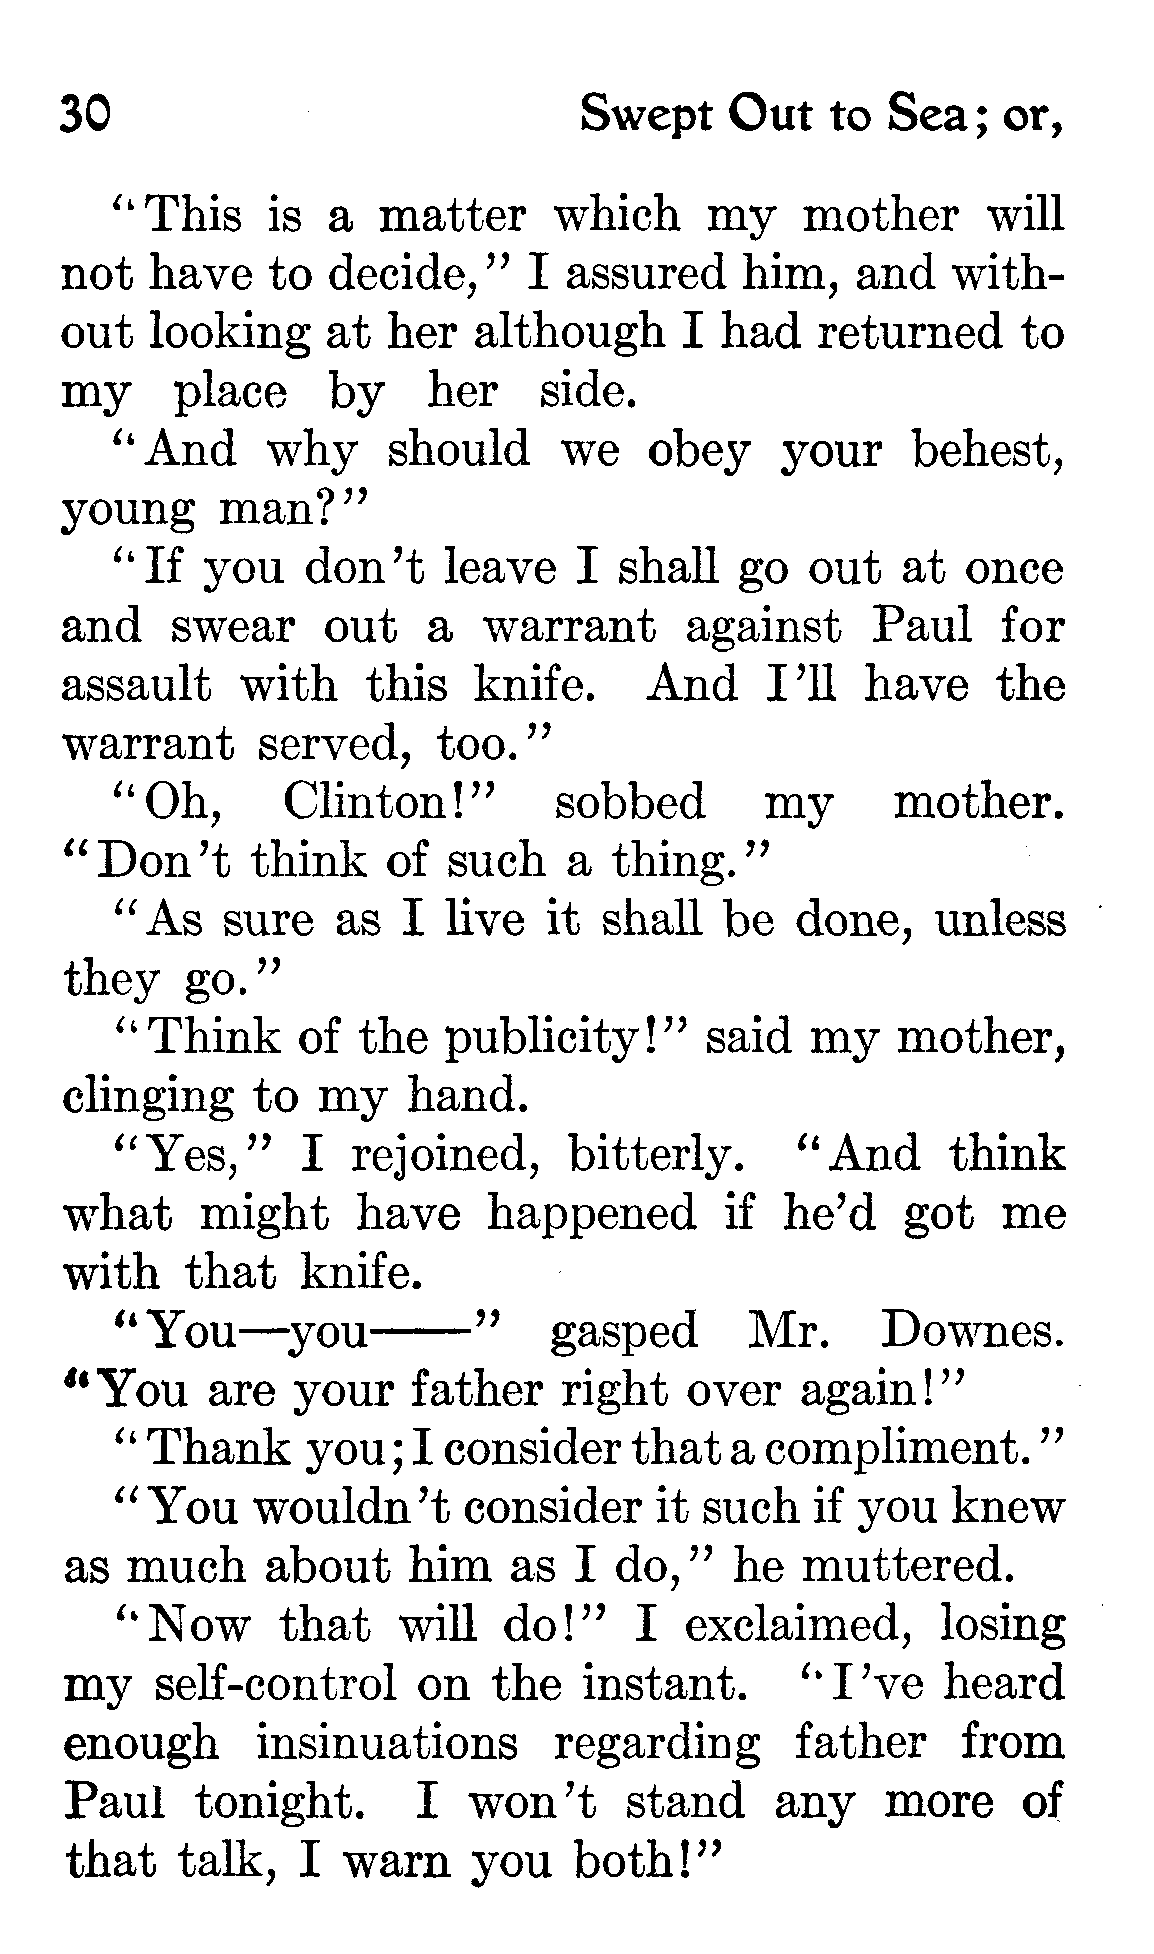 30 Swept Out to Sea; or,
"This is a matter which my mother will
not have to decide," I assured him, and with-
out looking at her although I had returned to
my place by her side.
"And why should we obey your behest,
young man?"
"If you don't leave I shall go out at once
and swear out a warrant against Paul for
assault with this knife. And I'll have the
warrant served, too."
"Oh, Clinton!" sobbed my mother.
"Don't think of such a thing."
"As sure as I live it shall be done, unless
they go."
"Think of the publicity!" said my mother,
clinging to my hand.
"Yes," I rejoined, bitterly. "And think
what might have happened if he'd got me
with that knife.
"You—you——" gasped Mr. Downes.
"You are your father right over again!"
"Thank you; I consider that a compliment."
"You wouldn't consider it such if you knew
as much about him as I do," he muttered.
"Now that will do!" I exclaimed, losing
my self-control on the instant. "I've heard
enough insinuations regarding father from
Paul tonight. I won't stand any more of
that talk, I warn you both!"